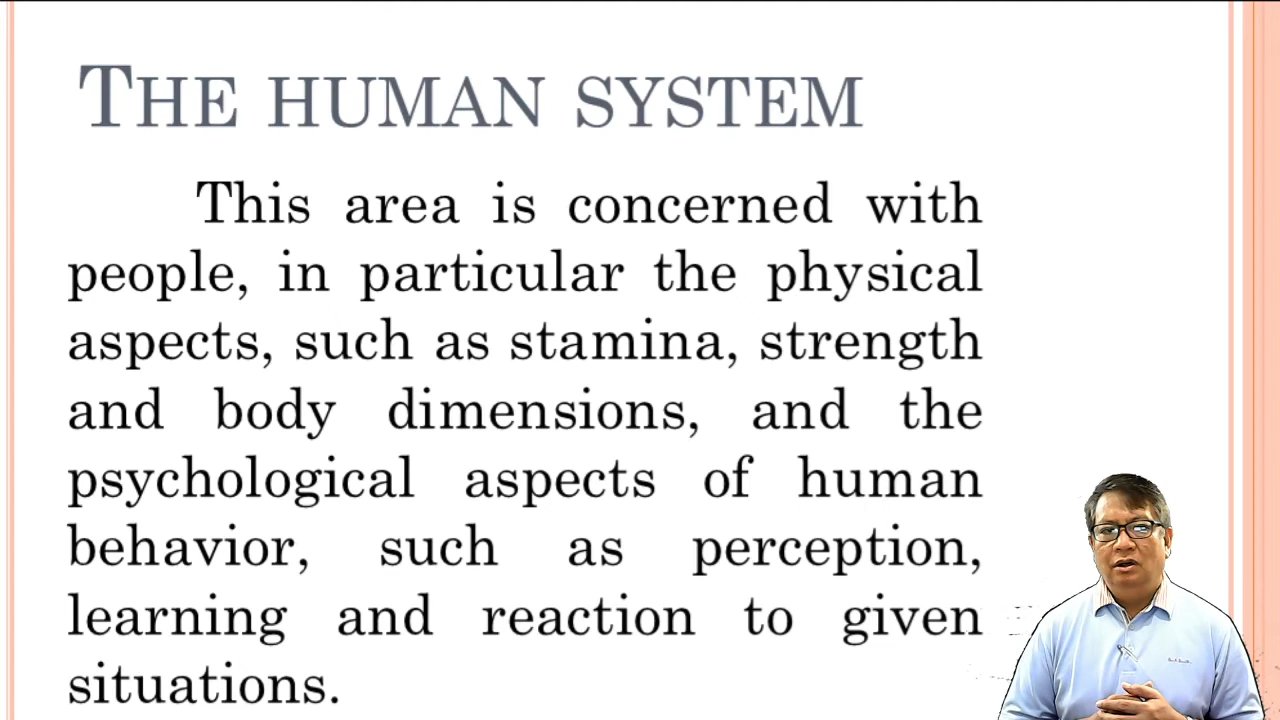 THE HUMAN SYSTEM
This area is concerned with
people, in particular the physical
aspects, such as stamina, strength
and body dimensions, and the
psychological aspects of human
behavior, such as perception,
learning and reaction to given
situations.